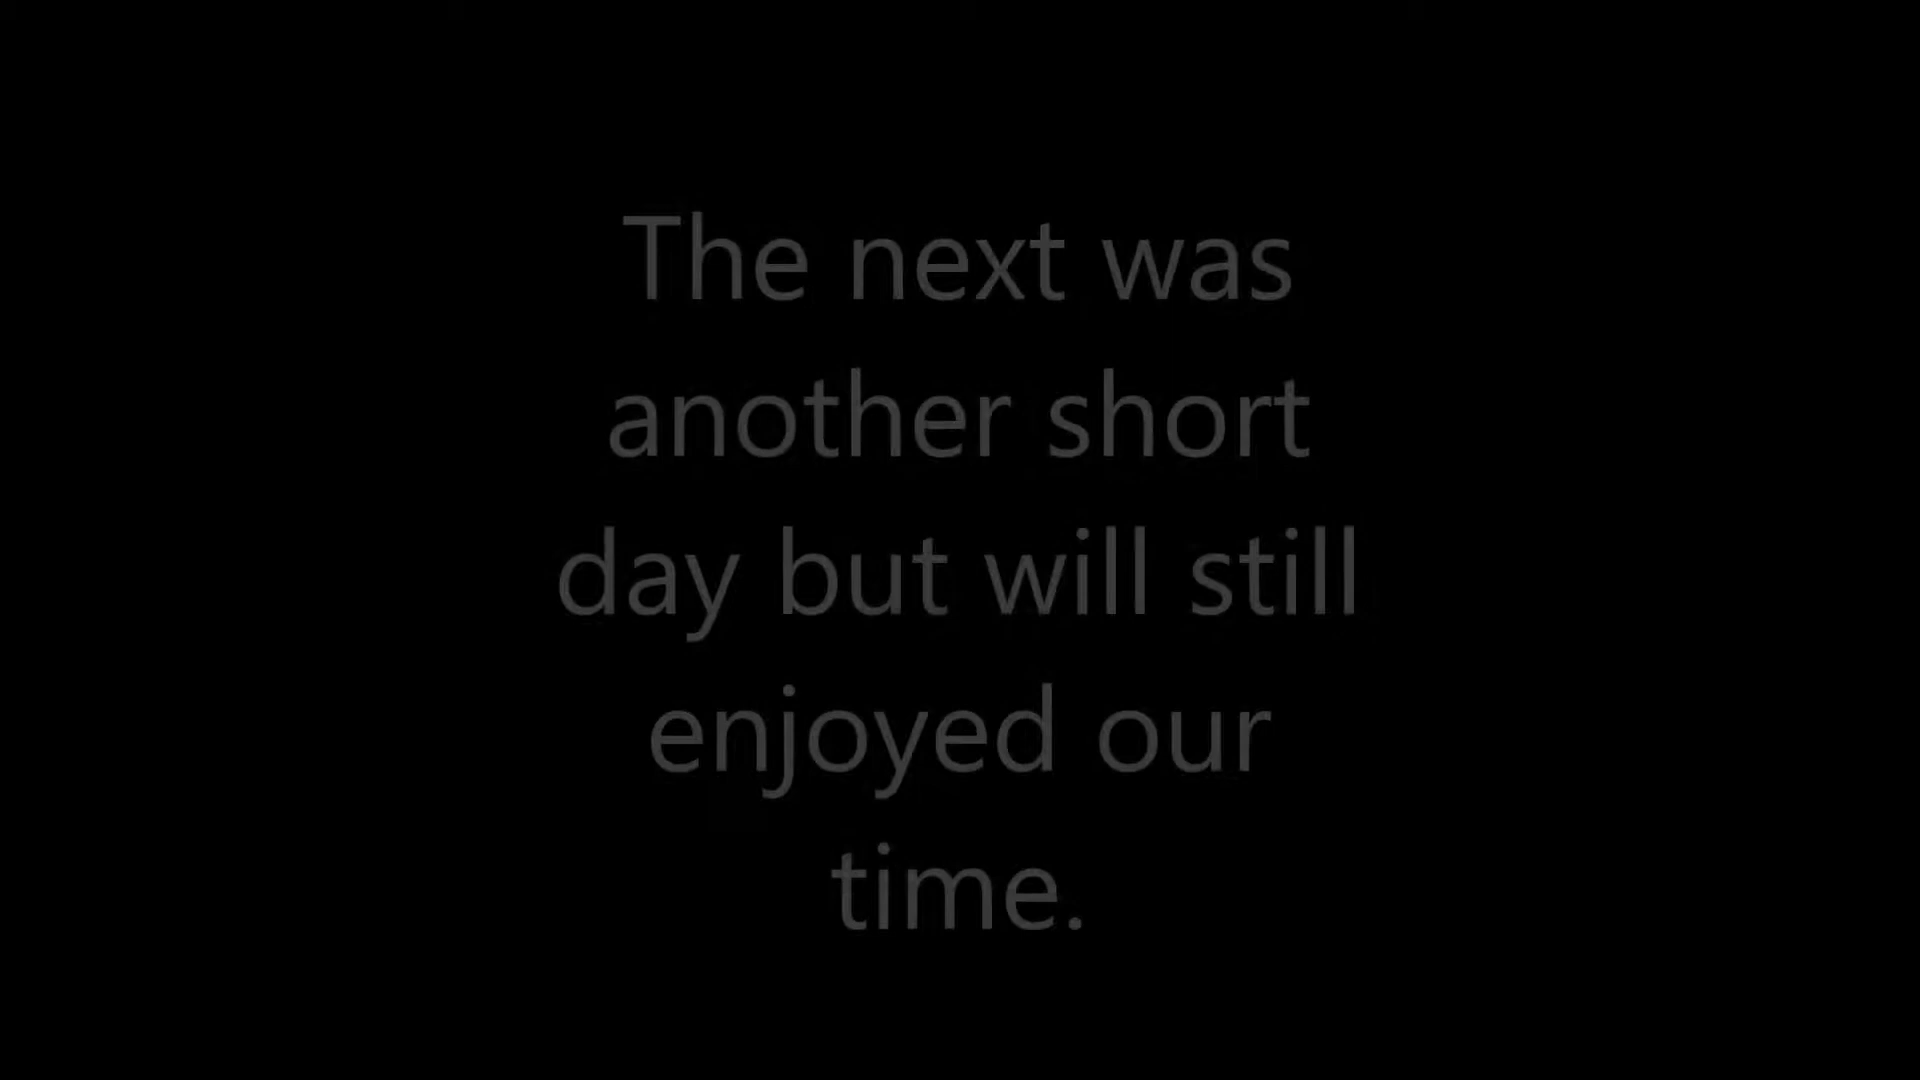 The next was
another short
day but will still
enjoyed our
time.